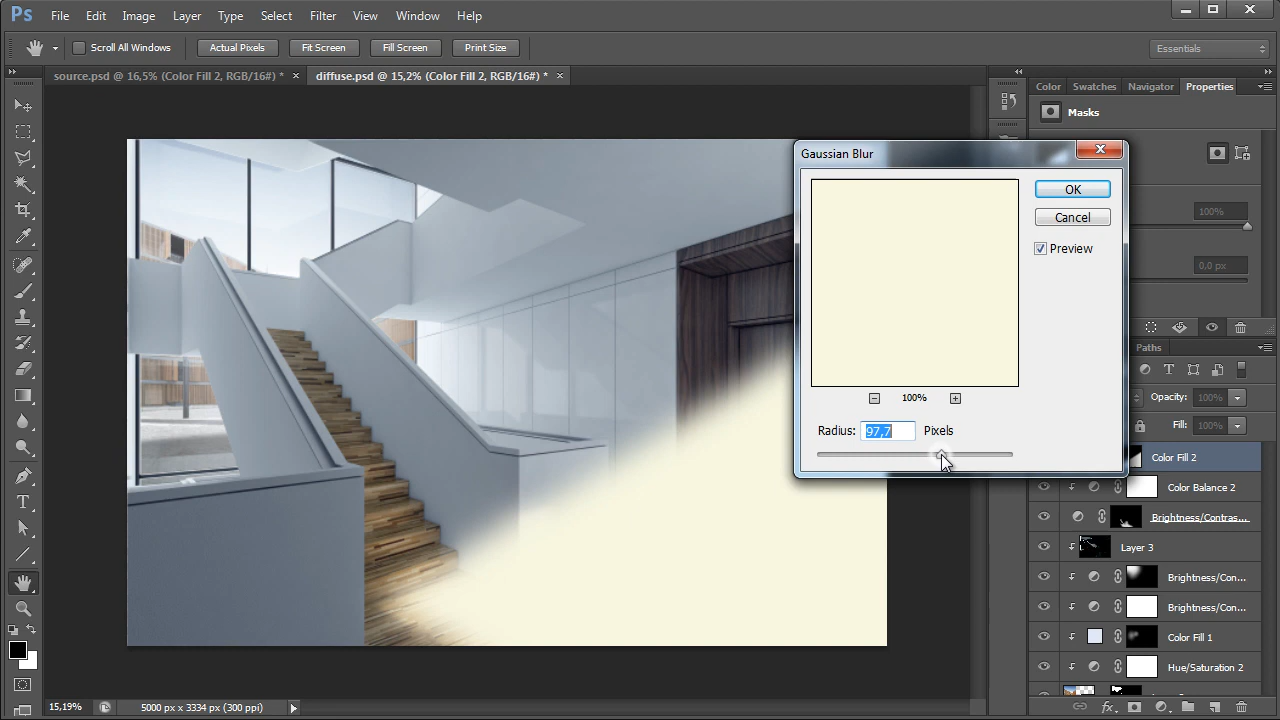 Ps File Edit Image Layer Type Select Filter View Window Help
Scroll All Windows Actual Pixels Fit Screen Fill Screen Print Size Essentials
source.psd @ 16,5% (Color Fill 2, RGB/16#) * × diffuse.psd @ 15,2% (Color Fill 2, RGB/16#) * ×
Color Swatches Navigator Properties
Masks
Gaussian Blur
OK
Cancel
Preview
100%
0,0 px
100%
Radius: 97,7 Pixels
Paths
Opacity: 100%
Fill: 100%
Color Fill 2
Color Balance 2
Brightness/Contras...
Layer 3
Brightness/Con...
Brightness/Con...
Color Fill 1
Hue/Saturation 2
15,19% 5000 px x 3334 px (300 ppi)